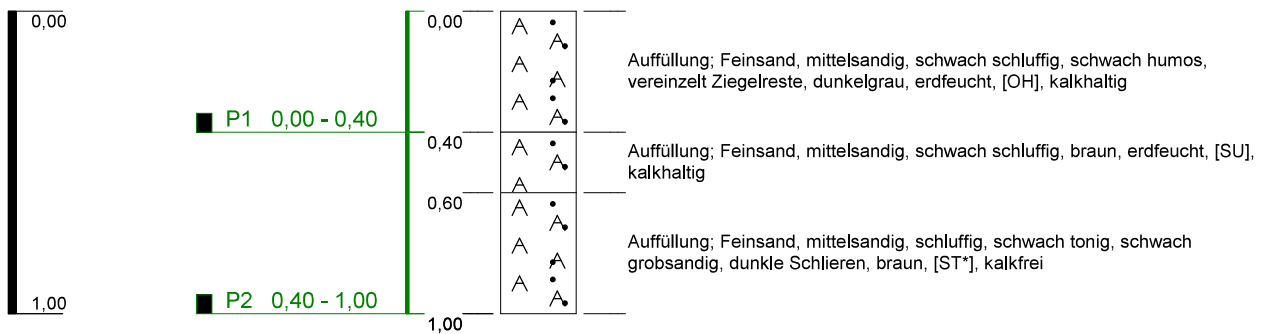 0,00
0,00
Auffüllung; Feinsand, mittelsandig, schwach schluffig, schwach humos,
vereinzelt Ziegelreste, dunkelgrau, erdfeucht, [OH], kalkhaltig
P1 0,00 - 0,40
0,40
Auffüllung; Feinsand, mittelsandig, schwach schluffig, braun, erdfeucht, [SU],
kalkhaltig
0,60
Auffüllung; Feinsand, mittelsandig, schluffig, schwach tonig, schwach
grobsandig, dunkle Schlieren, braun, [ST*], kalkfrei
1,00
P2 0,40 - 1,00
1,00